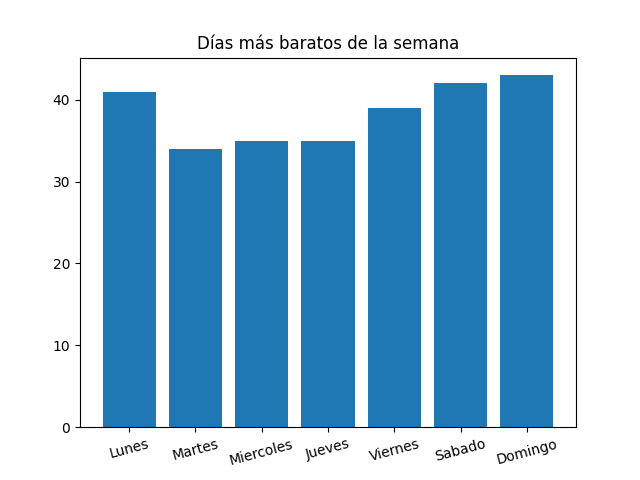 Días más baratos de la semana
40
30
20
10
0
Lunes
Martes
Miercoles
Jueves
Viernes
Sabado
Domingo